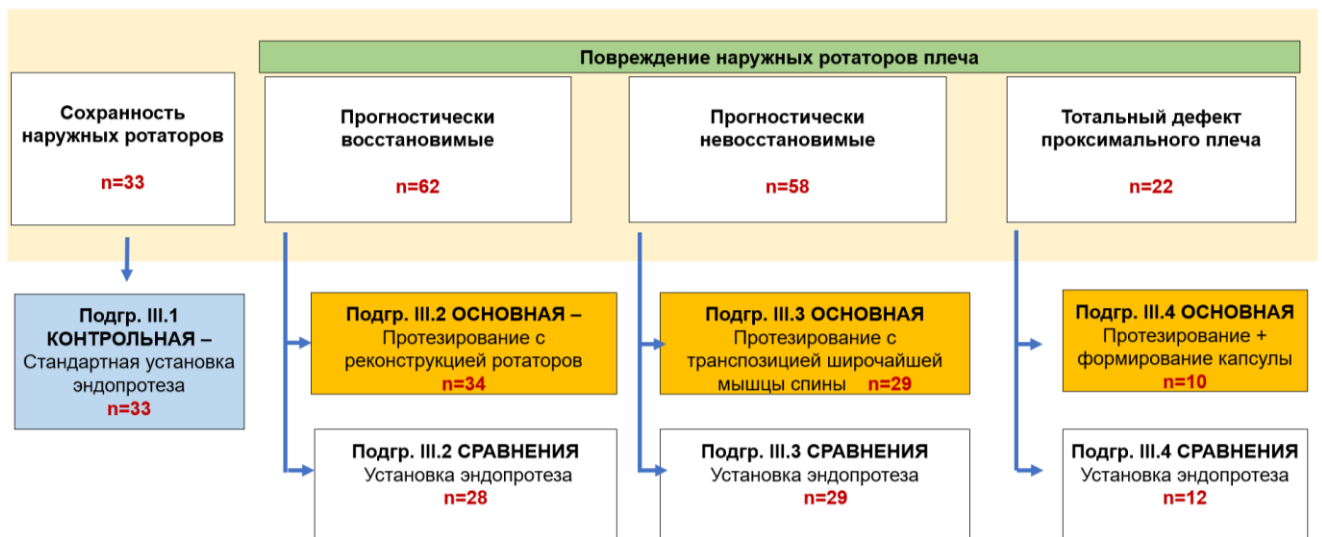 Повреждение наружных ротаторов плеча
Сохранность
наружных ротаторов
n=33
Прогностически
восстановимые
n=62
Прогностически
невосстановимые
n=58
Тотальный дефект
проксимального плеча
n=22
Подгр. III.1
КОНТРОЛЬНАЯ –
Стандартная установка
эндопротеза
n=33
Подгр. III.2 ОСНОВНАЯ –
Протезирование с
реконструкцией ротаторов
n=34
Подгр. III.3 ОСНОВНАЯ
Протезирование с
транспозицией широчайшей
мышцы спины n=29
Подгр. III.4 ОСНОВНАЯ
Протезирование +
формирование капсулы
n=10
Подгр. III.2 СРАВНЕНИЯ
Установка эндопротеза
n=28
Подгр. III.3 СРАВНЕНИЯ
Установка эндопротеза
n=29
Подгр. III.4 СРАВНЕНИЯ
Установка эндопротеза
n=12